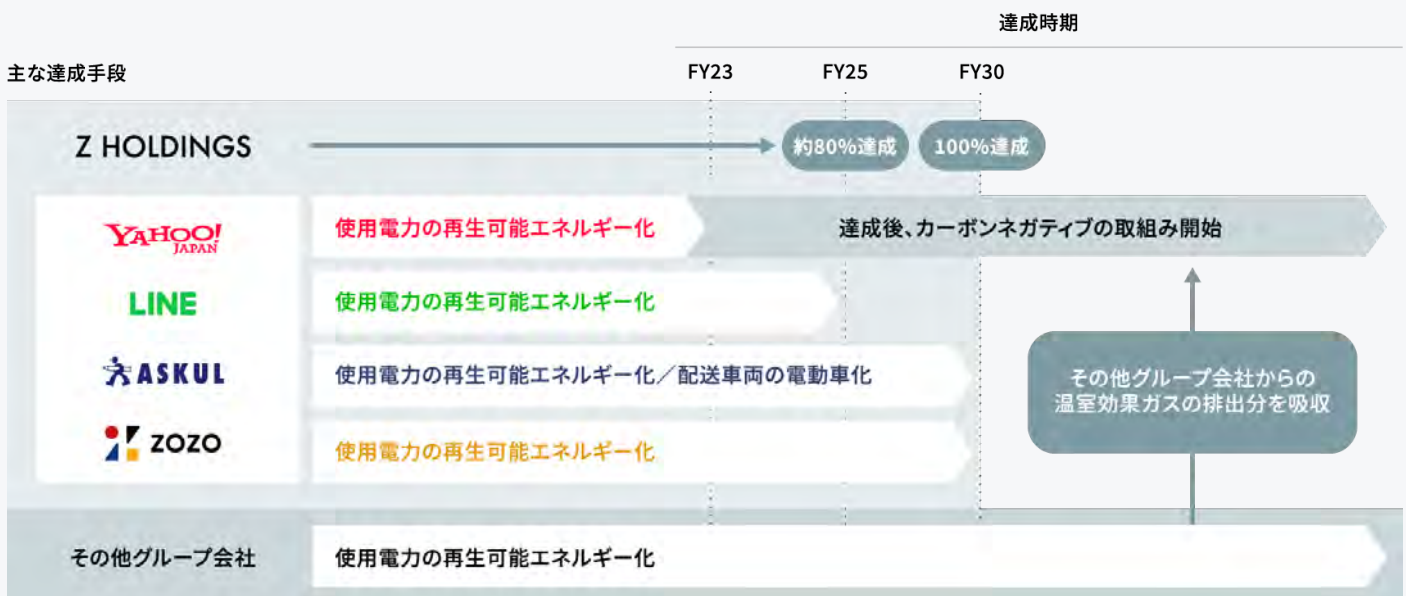 達成時期
主な達成手段
FY23
FY25
FY30
Z HOLDINGS
約80%達成
100%達成
YAHOO!
JAPAN
使用電力の再生可能エネルギー化
達成後、カーボンネガティブの取組み開始
LINE
使用電力の再生可能エネルギー化
ASKUL
使用電力の再生可能エネルギー化／配送車両の電動車化
その他グループ会社からの
温室効果ガスの排出分を吸収
ZOZO
使用電力の再生可能エネルギー化
その他グループ会社
使用電力の再生可能エネルギー化